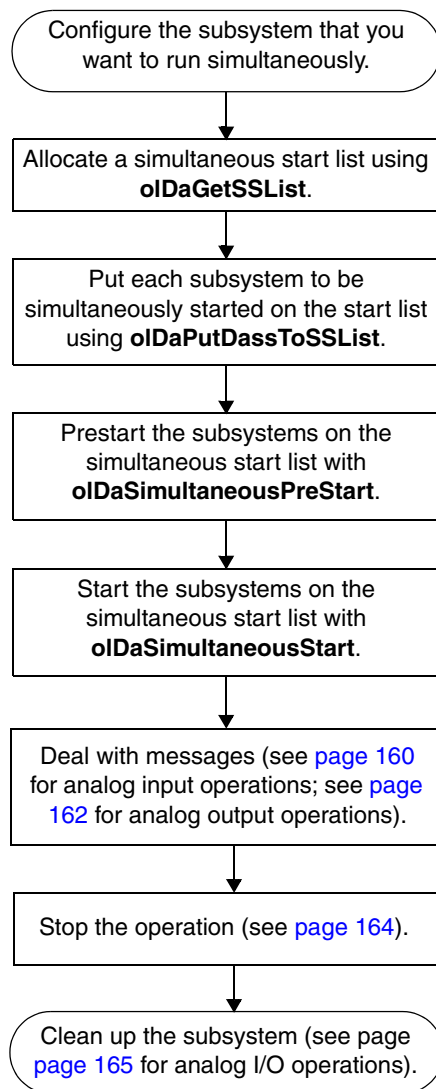 Configure the subsystem that you
want to run simultaneously.
Allocate a simultaneous start list using
olDaGetSSList.
Put each subsystem to be
simultaneously started on the start list
using olDaPutDassToSSList.
Prestart the subsystems on the
simultaneous start list with
olDaSimultaneousPreStart.
Start the subsystems on the
simultaneous start list with
olDaSimultaneousStart.
Deal with messages (see page 160
for analog input operations; see page
162 for analog output operations).
Stop the operation (see page 164).
Clean up the subsystem (see page
page 165 for analog I/O operations).